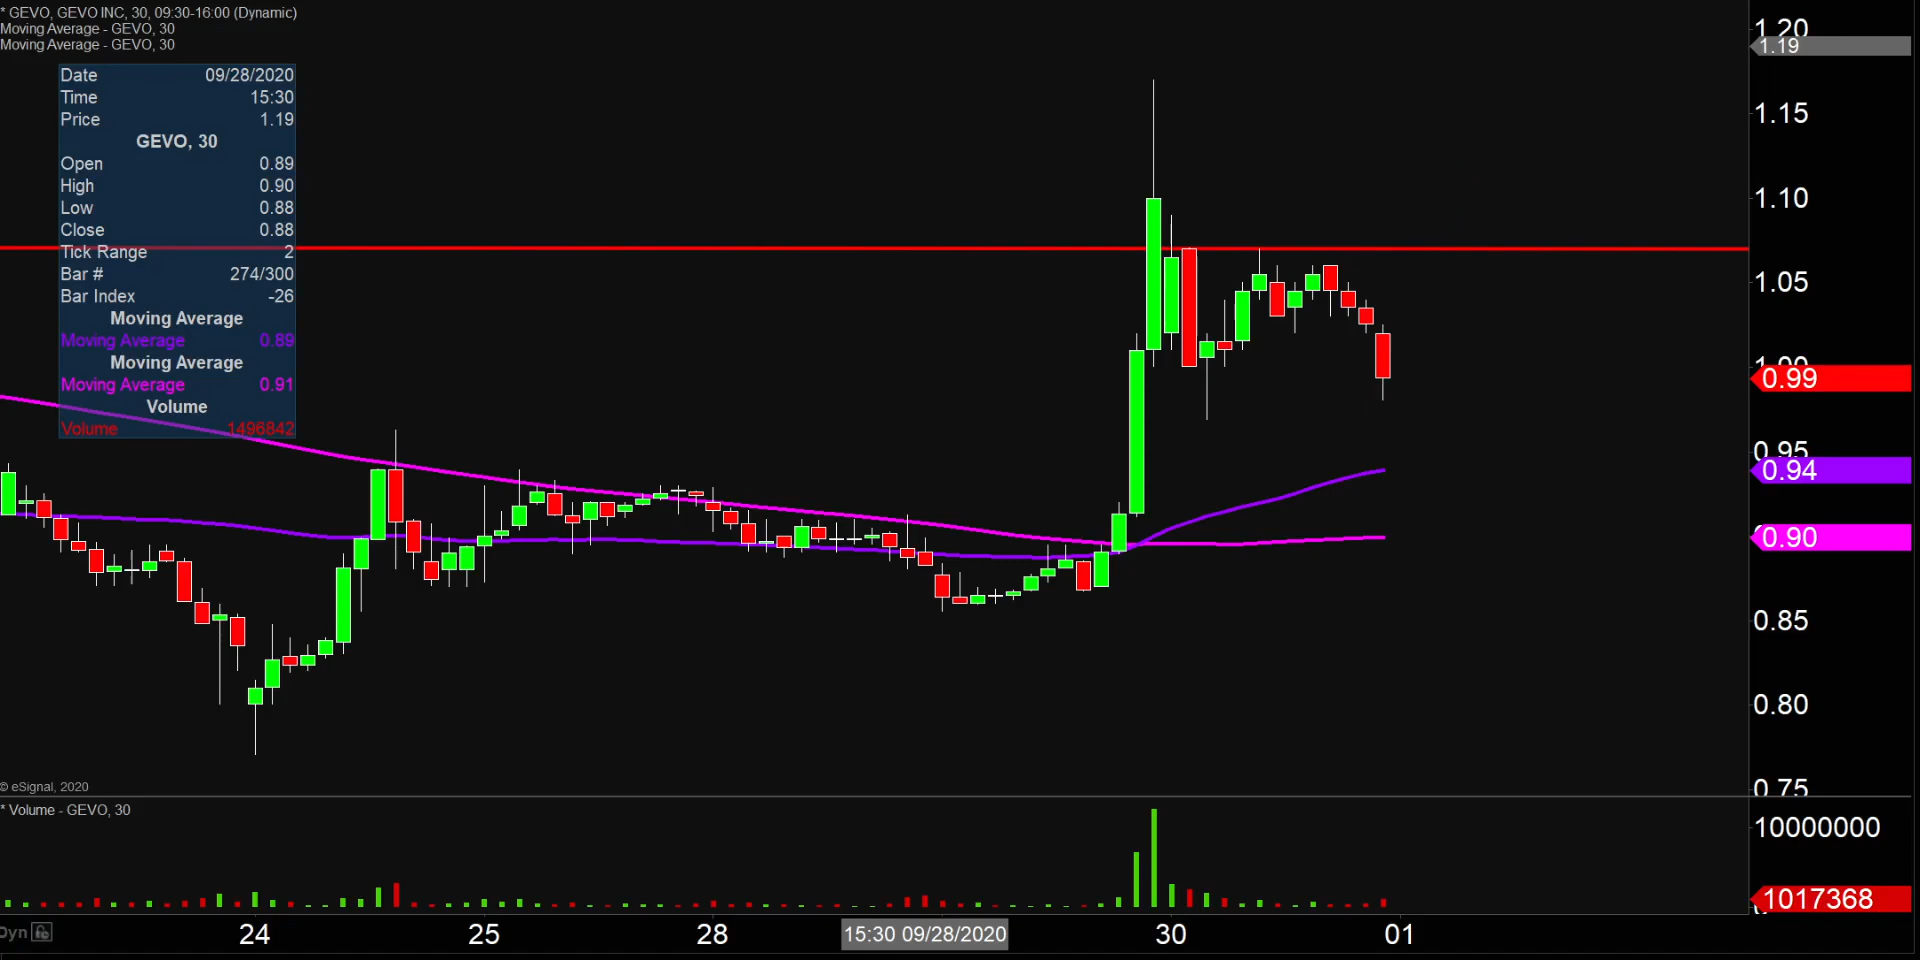 * GEVO, GEVO INC, 30, 09:30-16:00 (Dynamic)
Moving Average - GEVO, 30
Moving Average - GEVO, 30
Date 09/28/2020
Time 15:30
Price 1.19
GEVO, 30
Open 0.89
High 0.90
Low 0.88
Close 0.88
Tick Range 2
Bar # 274/300
Bar Index -26
Moving Average
Moving Average 0.89
Moving Average
Moving Average 0.91
Volume
Volume 1496842
1.20
1.19
1.15
1.10
1.05
1.00
0.99
0.95
0.94
0.90
0.85
0.80
0.75
© eSignal, 2020
* Volume - GEVO, 30
10000000
1017368
Dyn
24 25 28 15:30 09/28/2020 30 01